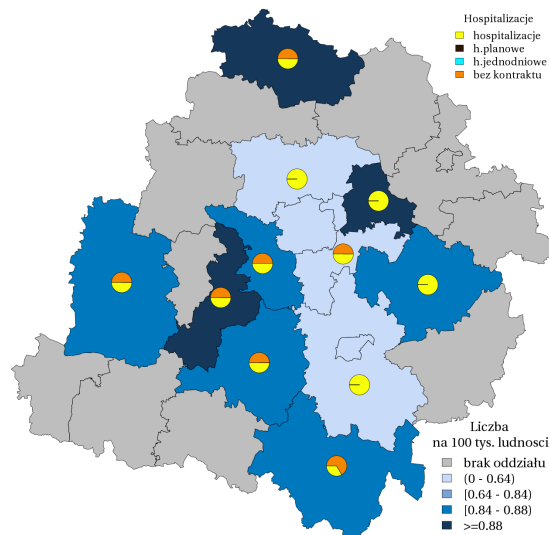 Hospitalizacje
hospitalizacje
h.planowe
h.jednodniowe
bez kontraktu
Liczba
na 100 tys. ludnosci
brak oddziału
(0 - 0.64)
[0.64 - 0.84)
[0.84 - 0.88)
>=0.88